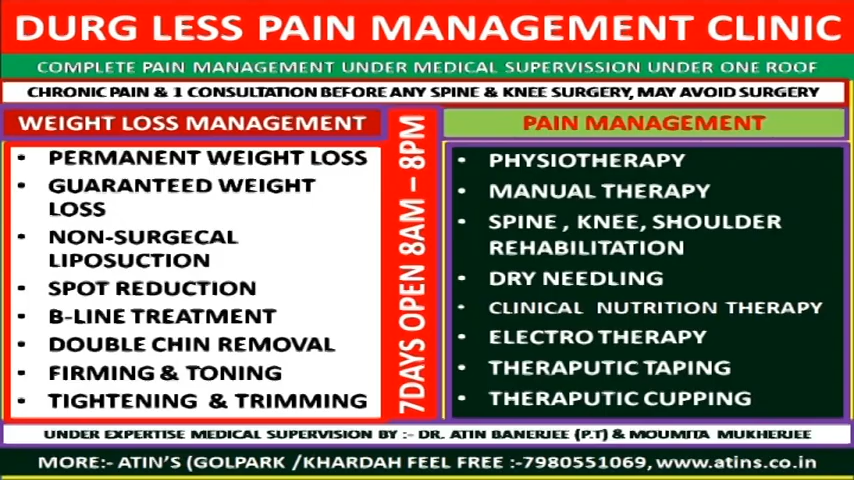 DURG LESS PAIN MANAGEMENT CLINIC
COMPLETE PAIN MANAGEMENT UNDER MEDICAL SUPERVISSION UNDER ONE ROOF
CHRONIC PAIN & 1 CONSULTATION BEFORE ANY SPINE & KNEE SURGERY, MAY AVOID SURGERY
WEIGHT LOSS MANAGEMENT
• PERMANENT WEIGHT LOSS
• GUARANTEED WEIGHT
LOSS
• NON-SURGECAL
LIPOSUCTION
• SPOT REDUCTION
• B-LINE TREATMENT
• DOUBLE CHIN REMOVAL
• FIRMING & TONING
• TIGHTENING & TRIMMING
7DAYS OPEN 8AM – 8PM
PAIN MANAGEMENT
• PHYSIOTHERAPY
• MANUAL THERAPY
• SPINE , KNEE, SHOULDER
REHABILITATION
• DRY NEEDLING
• CLINICAL NUTRITION THERAPY
• ELECTRO THERAPY
• THERAPUTIC TAPING
• THERAPUTIC CUPPING
UNDER EXPERTISE MEDICAL SUPERVISION BY :- DR. ATIN BANERJEE (P.T) & MOUMITA MUKHERJEE
MORE:- ATIN'S (GOLPARK /KHARDAH FEEL FREE :-7980551069, www.atins.co.in